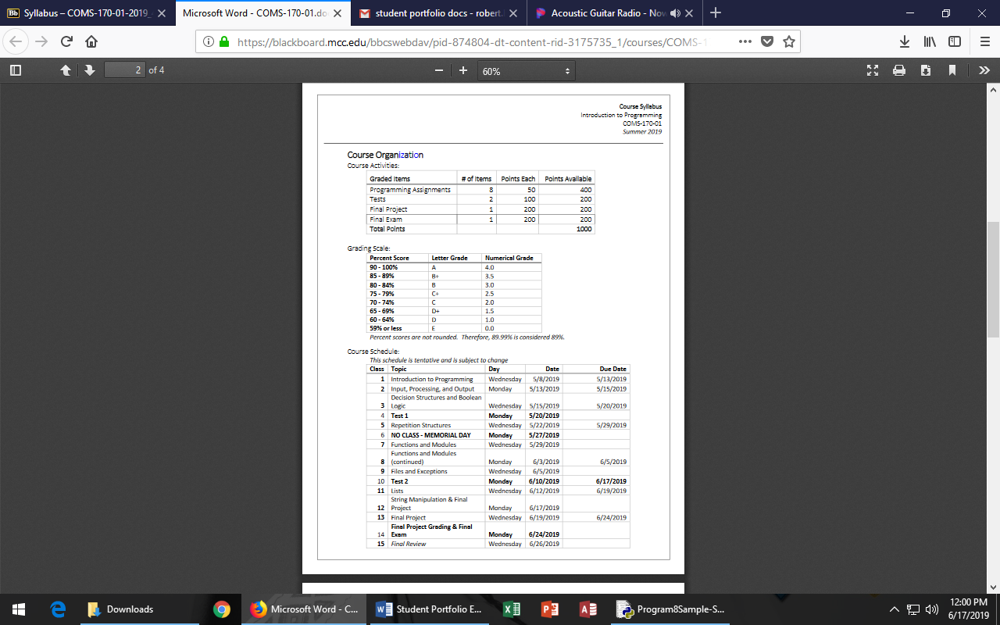 Bb Syllabus – COMS-170-01-2019
Microsoft Word - COMS-170-01.do
student portfolio docs - robert.
Acoustic Guitar Radio - Now
https://blackboard.mcc.edu/bbcswebdav/pid-874804-dt-content-rid-3175735_1/courses/COMS-1
2 of 4
60%
Course Syllabus
Introduction to Programming
COMS-170-01
Summer 2019
Course Organization
Course Activities:
Graded Items # of Items Points Each Points Available
Programming Assignments 8 50 400
Tests 2 100 200
Final Project 1 200 200
Final Exam 1 200 200
Total Points 1000
Grading Scale:
Percent Score Letter Grade Numerical Grade
90 - 100% A 4.0
85 - 89% B+ 3.5
80 - 84% B 3.0
75 - 79% C+ 2.5
70 - 74% C 2.0
65 - 69% D+ 1.5
60 - 64% D 1.0
59% or less E 0.0
Percent scores are not rounded. Therefore, 89.99% is considered 89%.
Course Schedule:
This schedule is tentative and is subject to change
Class Topic Day Date Due Date
1 Introduction to Programming Wednesday 5/8/2019 5/13/2019
2 Input, Processing, and Output Monday 5/13/2019 5/15/2019
Decision Structures and Boolean
3 Logic Wednesday 5/15/2019 5/20/2019
4 Test 1 Monday 5/20/2019
5 Repetition Structures Wednesday 5/22/2019 5/29/2019
6 NO CLASS - MEMORIAL DAY Monday 5/27/2019
7 Functions and Modules Wednesday 5/29/2019
Functions and Modules
8 (continued) Monday 6/3/2019 6/5/2019
9 Files and Exceptions Wednesday 6/5/2019
10 Test 2 Monday 6/10/2019 6/17/2019
11 Lists Wednesday 6/12/2019 6/19/2019
String Manipulation & Final
12 Project Monday 6/17/2019
13 Final Project Wednesday 6/19/2019 6/24/2019
Final Project Grading & Final
14 Exam Monday 6/24/2019
15 Final Review Wednesday 6/26/2019
Downloads
Microsoft Word - C...
Student Portfolio E...
Program8Sample-S...
12:00 PM
6/17/2019